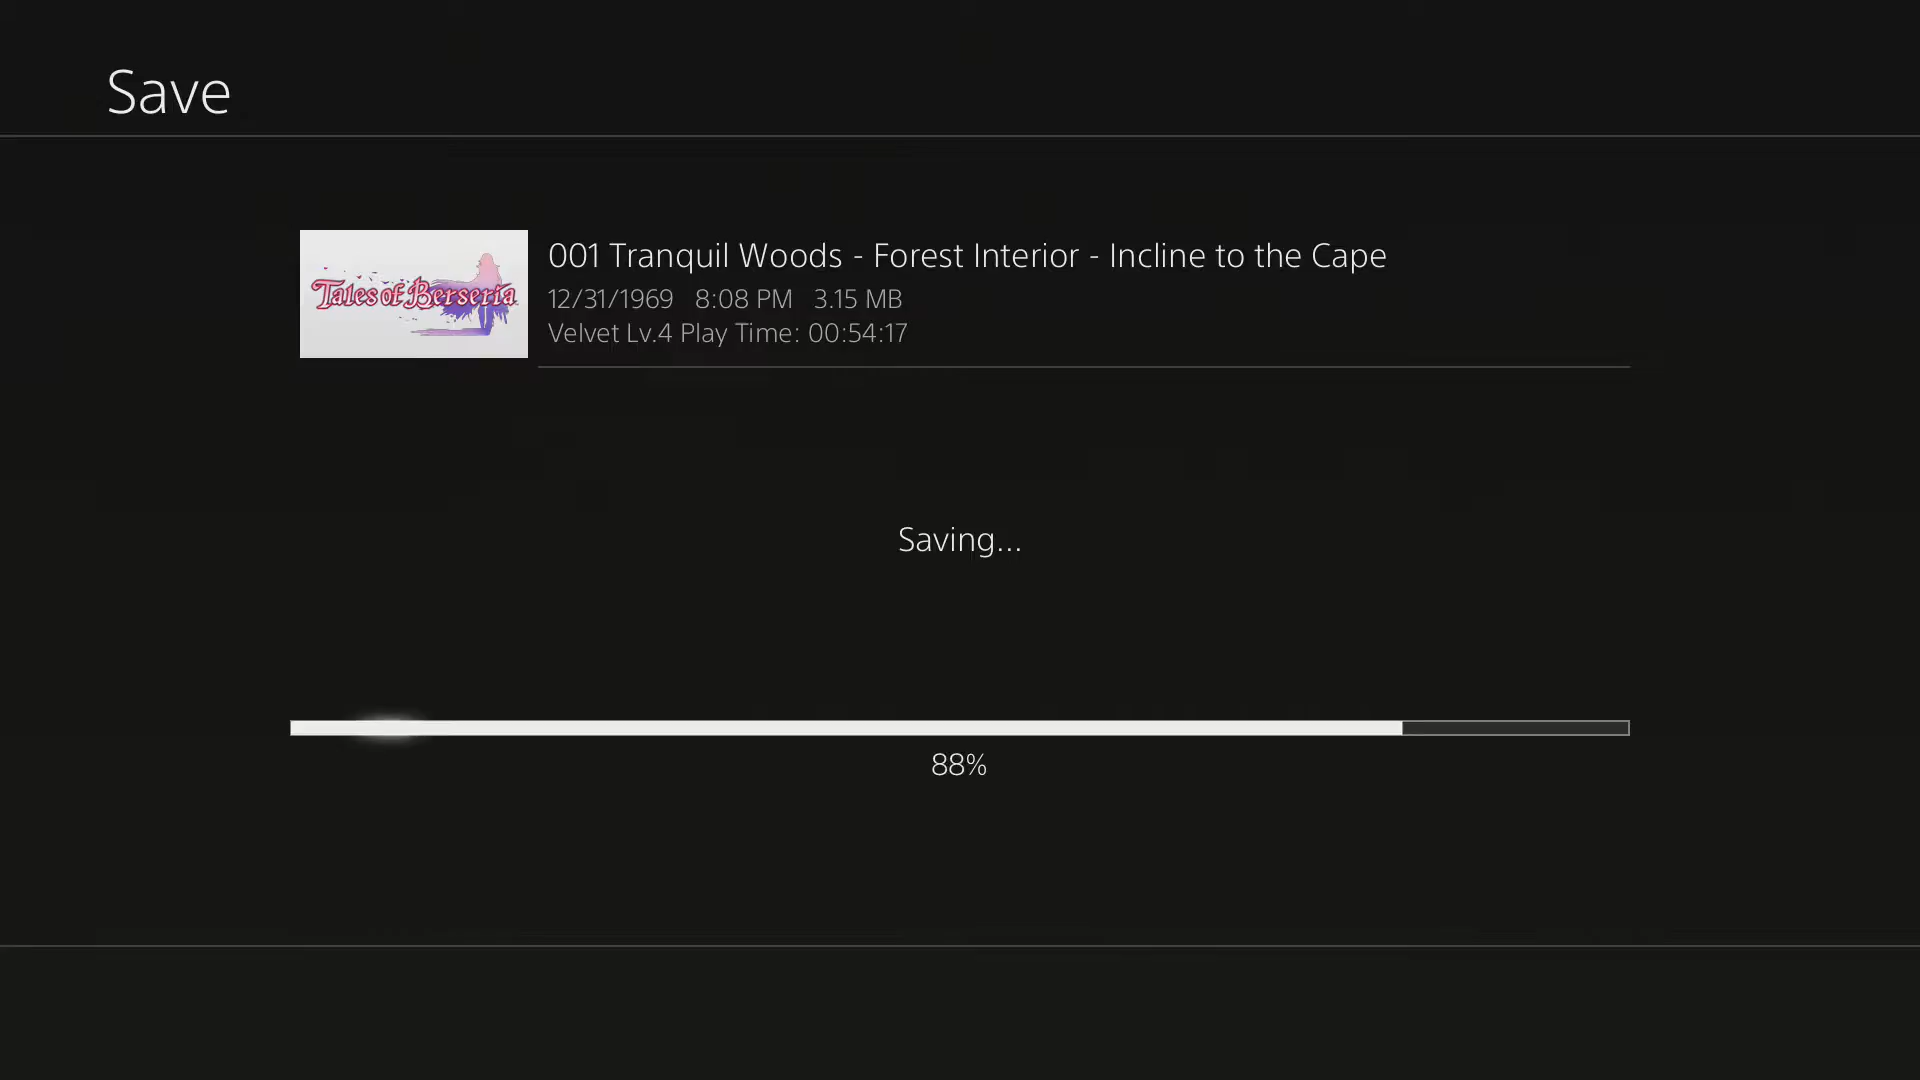 Save
Tales of Berseria
001 Tranquil Woods - Forest Interior - Incline to the Cape
12/31/1969 8:08 PM 3.15 MB
Velvet Lv.4 Play Time: 00:54:17
Saving...
88%